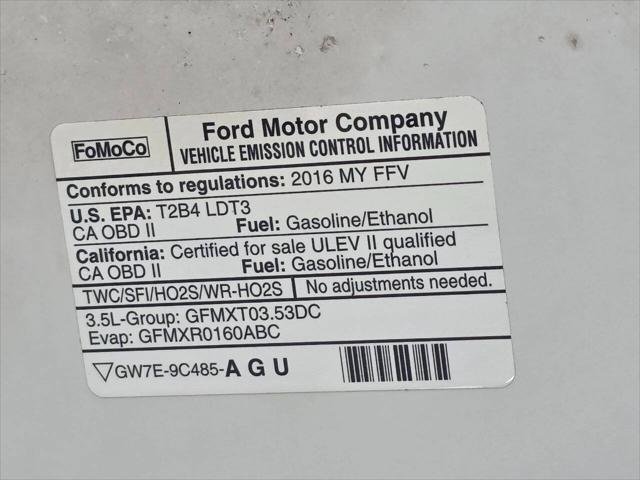 FoMoCo
Ford Motor Company
VEHICLE EMISSION CONTROL INFORMATION
Conforms to regulations: 2016 MY FFV
U.S. EPA: T2B4 LDT3
CA OBD II Fuel: Gasoline/Ethanol
California: Certified for sale ULEV II qualified
CA OBD II Fuel: Gasoline/Ethanol
TWC/SFI/HO2S/WR-HO2S No adjustments needed.
3.5L-Group: GFMXT03.53DC
Evap: GFMXR0160ABC
GW7E-9C485-A G U